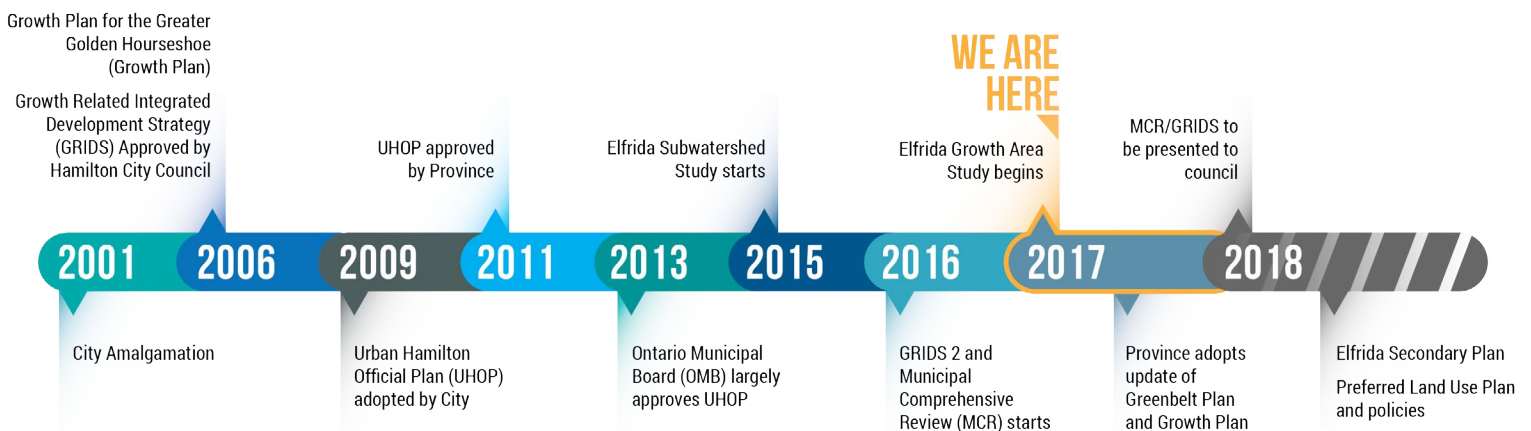 Growth Plan for the Greater
Golden Hourseshoe
(Growth Plan)
Growth Related Integrated
Development Strategy
(GRIDS) Approved by
Hamilton City Council
UHOP approved
by Province
Elfrida Subwatershed
Study starts
WE ARE
HERE
Elfrida Growth Area
Study begins
MCR/GRIDS to
be presented to
council
2001
2006
2009
2011
2013
2015
2016
2017
2018
City Amalgamation
Urban Hamilton
Official Plan (UHOP)
adopted by City
Ontario Municipal
Board (OMB) largely
approves UHOP
GRIDS 2 and
Municipal
Comprehensive
Review (MCR) starts
Province adopts
update of
Greenbelt Plan
and Growth Plan
Elfrida Secondary Plan
Preferred Land Use Plan
and policies